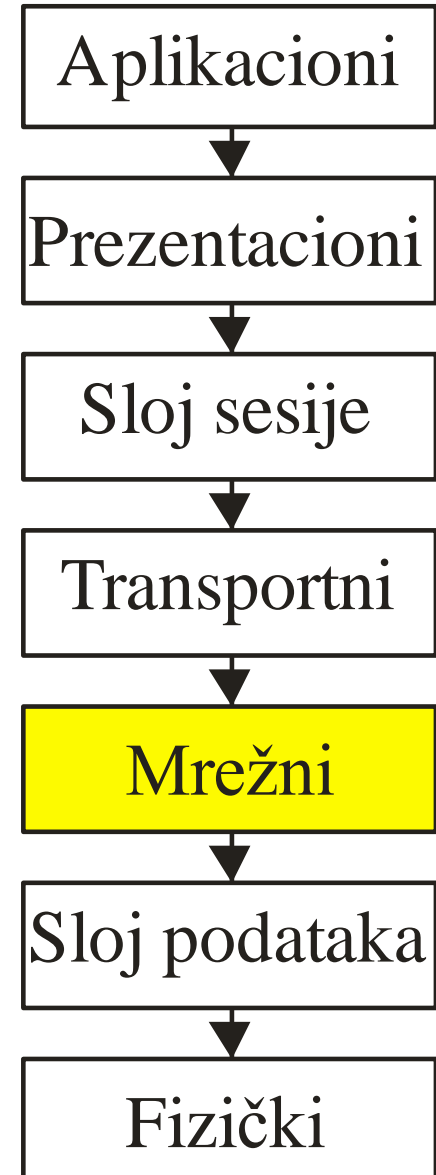 Aplikacioni
Prezentacioni
Sloj sesije
Transportni
Mrežni
Sloj podataka
Fizički